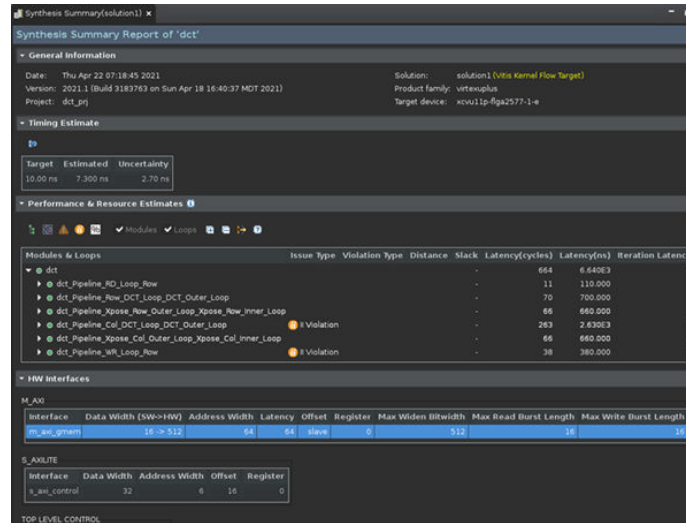 Synthesis Summary(solution1)
Synthesis Summary Report of 'dct'
General Information
Date: Thu Apr 22 07:18:45 2021
Version: 2021.1 (Build 3183763 on Sun Apr 18 16:40:37 MDT 2021)
Project: dct_prj
Solution: solution1 (Vitis Kernel Flow Target)
Product family: virtexuplus
Target device: xcvu11p-flga2577-1-e
Timing Estimate
Target Estimated Uncertainty
10.00 ns 7.300 ns 2.70 ns
Performance & Resource Estimates
Modules Loops
Modules & Loops Issue Type Violation Type Distance Slack Latency(cycles) Latency(ns) Iteration Latenc
dct - 664 6.640E3
dct_Pipeline_RD_Loop_Row - 11 110.000
dct_Pipeline_Row_DCT_Loop_DCT_Outer_Loop - 70 700.000
dct_Pipeline_Xpose_Row_Outer_Loop_Xpose_Row_Inner_Loop - 66 660.000
dct_Pipeline_Col_DCT_Loop_DCT_Outer_Loop II Violation - 263 2.630E3
dct_Pipeline_Xpose_Col_Outer_Loop_Xpose_Col_Inner_Loop - 66 660.000
dct_Pipeline_WR_Loop_Row II Violation - 38 380.000
HW Interfaces
M_AXI
Interface Data Width (SW->HW) Address Width Latency Offset Register Max Widen Bitwidth Max Read Burst Length Max Write Burst Length
m_axi_gmem 16 -> 512 64 64 slave 0 512 16 16
S_AXILITE
Interface Data Width Address Width Offset Register
s_axi_control 32 6 16 0
TOP LEVEL CONTROL